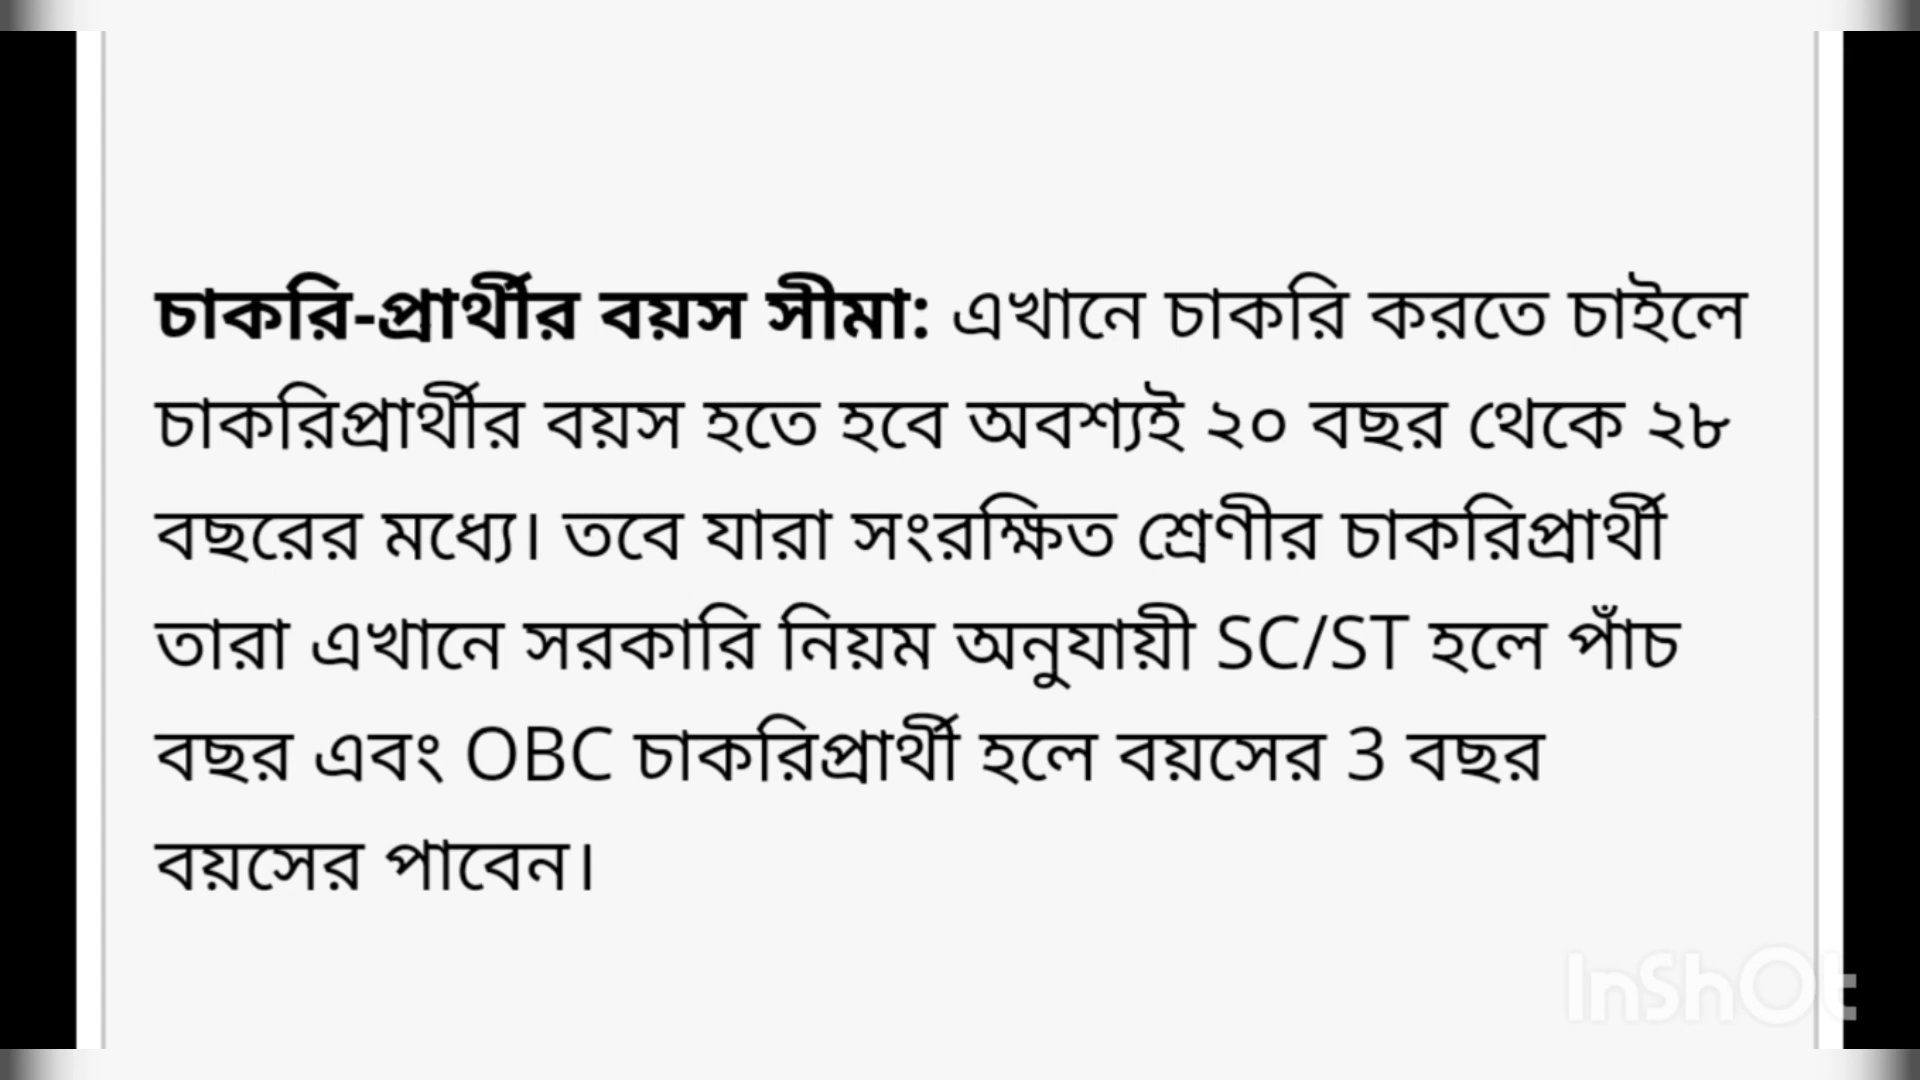 চাকরি-প্রার্থীর বয়স সীমা: এখানে চাকরি করতে চাইলে
চাকরিপ্রার্থীর বয়স হতে হবে অবশ্যই ২০ বছর থেকে ২৮
বছরের মধ্যে। তবে যারা সংরক্ষিত শ্রেণীর চাকরিপ্রার্থী
তারা এখানে সরকারি নিয়ম অনুযায়ী SC/ST হলে পাঁচ
বছর এবং OBC চাকরিপ্রার্থী হলে বয়সের 3 বছর
বয়সের পাবেন।
InShOt